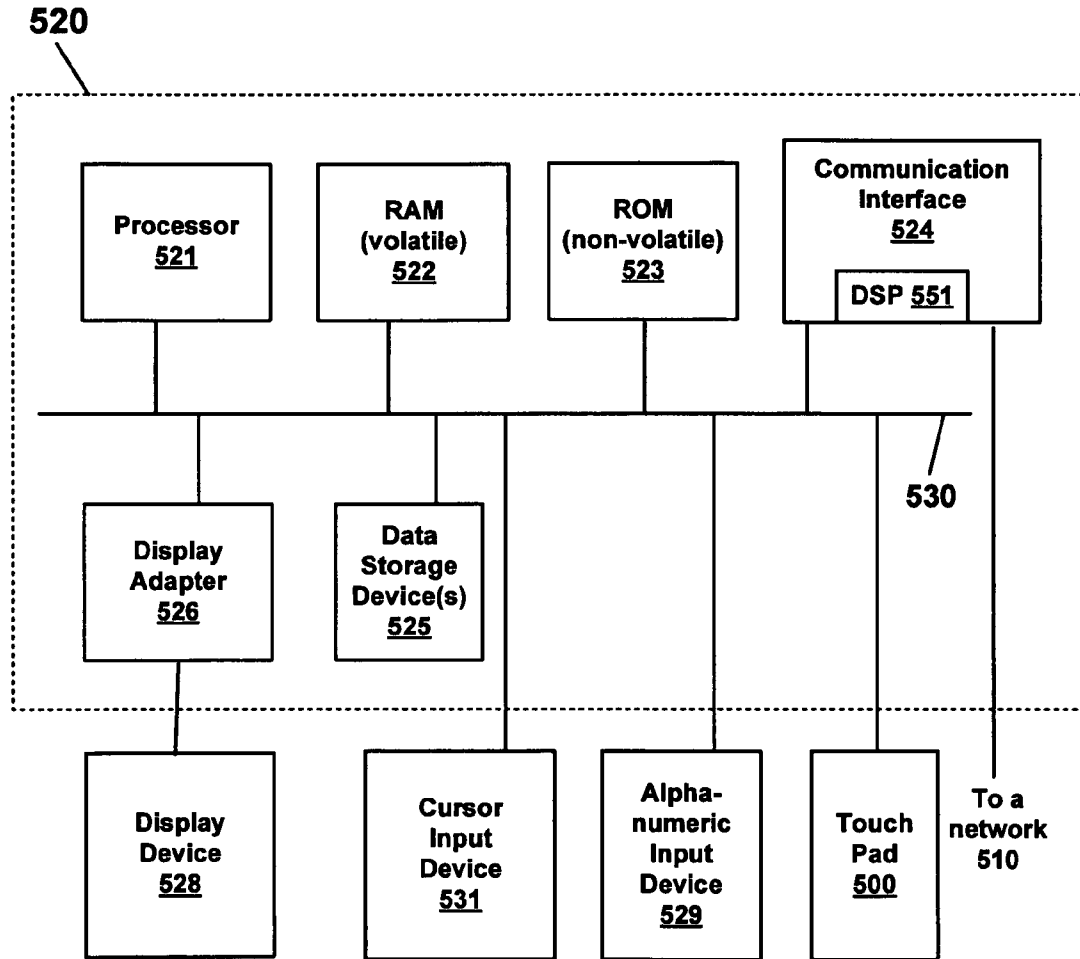 520
Processor
521
RAM
(volatile)
522
ROM
(non-volatile)
523
Communication
Interface
524
DSP 551
530
Display
Adapter
526
Data
Storage
Device(s)
525
Display
Device
528
Cursor
Input
Device
531
Alpha-
numeric
Input
Device
529
Touch
Pad
500
To a
network
510